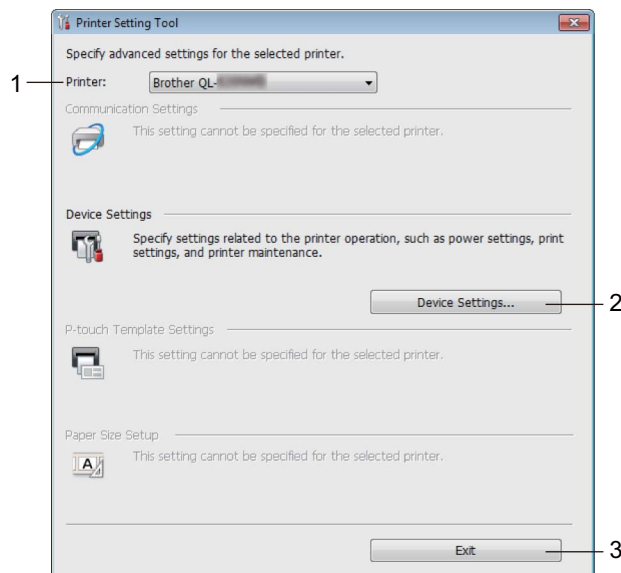 Printer Setting Tool
Specify advanced settings for the selected printer.
1
Printer:
Brother QL-
Communication Settings
This setting cannot be specified for the selected printer.
Device Settings
Specify settings related to the printer operation, such as power settings, print
settings, and printer maintenance.
Device Settings...
2
P-touch Template Settings
This setting cannot be specified for the selected printer.
Paper Size Setup
A
This setting cannot be specified for the selected printer.
Exit
3